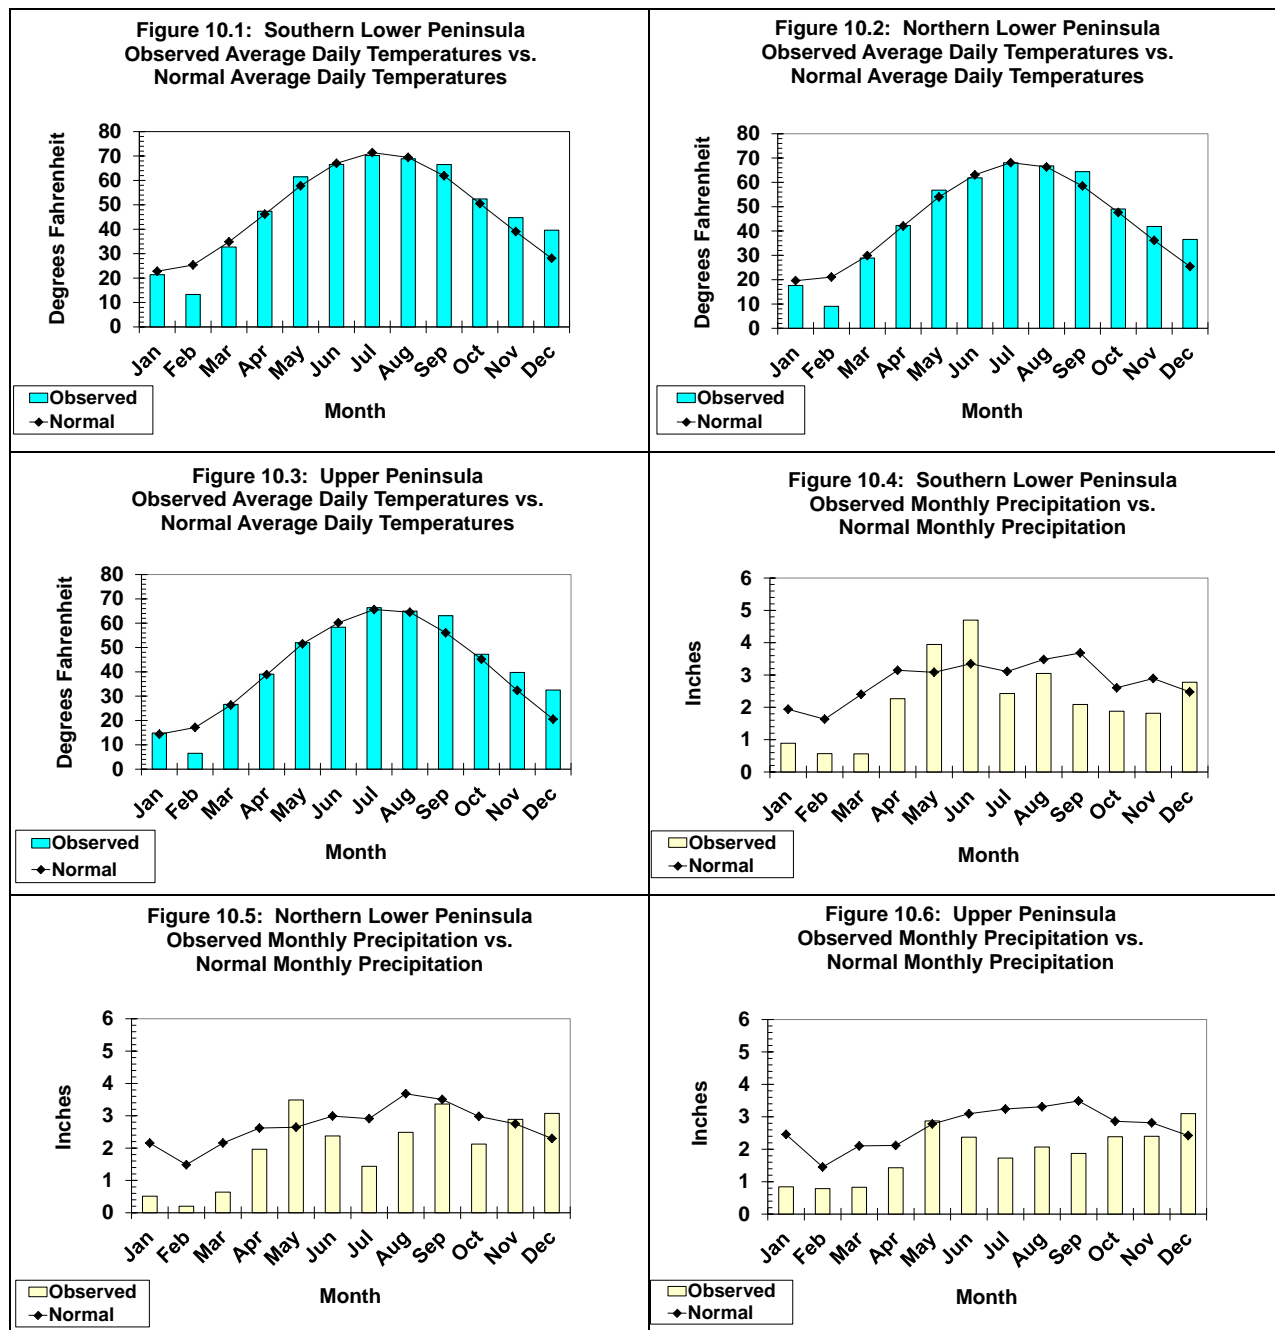 Figure 10.1: Southern Lower Peninsula
Observed Average Daily Temperatures vs.
Normal Average Daily Temperatures
Degrees Fahrenheit
80
70
60
50
40
30
20
10
0
Jan Feb Mar Apr May Jun Jul Aug Sep Oct Nov Dec
Month
Observed
Normal
Figure 10.2: Northern Lower Peninsula
Observed Average Daily Temperatures vs.
Normal Average Daily Temperatures
Degrees Fahrenheit
80
70
60
50
40
30
20
10
0
Jan Feb Mar Apr May Jun Jul Aug Sep Oct Nov Dec
Month
Observed
Normal
Figure 10.3: Upper Peninsula
Observed Average Daily Temperatures vs.
Normal Average Daily Temperatures
Degrees Fahrenheit
80
70
60
50
40
30
20
10
0
Jan Feb Mar Apr May Jun Jul Aug Sep Oct Nov Dec
Month
Observed
Normal
Figure 10.4: Southern Lower Peninsula
Observed Monthly Precipitation vs.
Normal Monthly Precipitation
Inches
6
5
4
3
2
1
0
Jan Feb Mar Apr May Jun Jul Aug Sep Oct Nov Dec
Month
Observed
Normal
Figure 10.5: Northern Lower Peninsula
Observed Monthly Precipitation vs.
Normal Monthly Precipitation
Inches
6
5
4
3
2
1
0
Jan Feb Mar Apr May Jun Jul Aug Sep Oct Nov Dec
Month
Observed
Normal
Figure 10.6: Upper Peninsula
Observed Monthly Precipitation vs.
Normal Monthly Precipitation
Inches
6
5
4
3
2
1
0
Jan Feb Mar Apr May Jun Jul Aug Sep Oct Nov Dec
Month
Observed
Normal